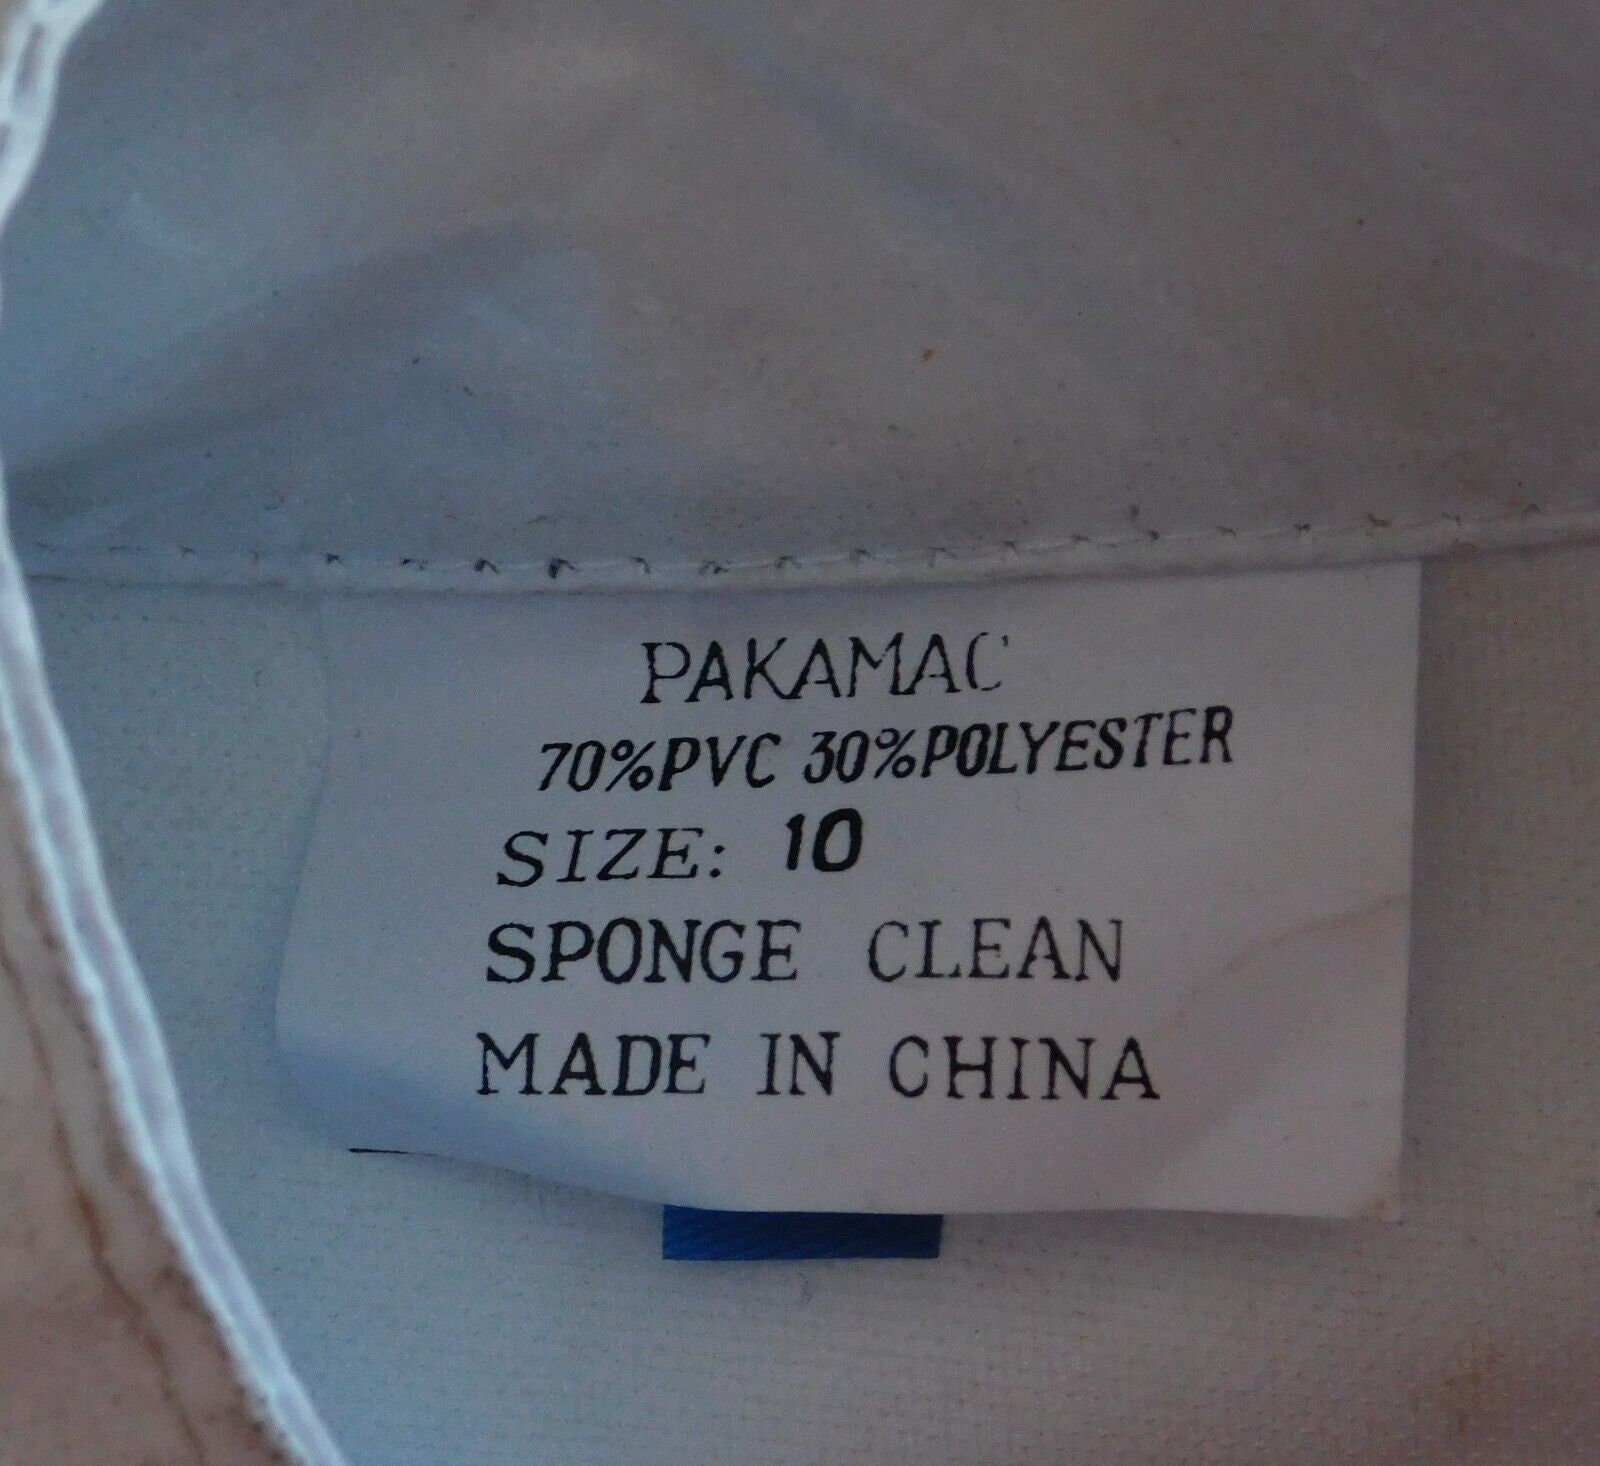 PAKAMAC
70%PVC 30%POLYESTER
SIZE: 10
SPONGE CLEAN
MADE IN CHINA